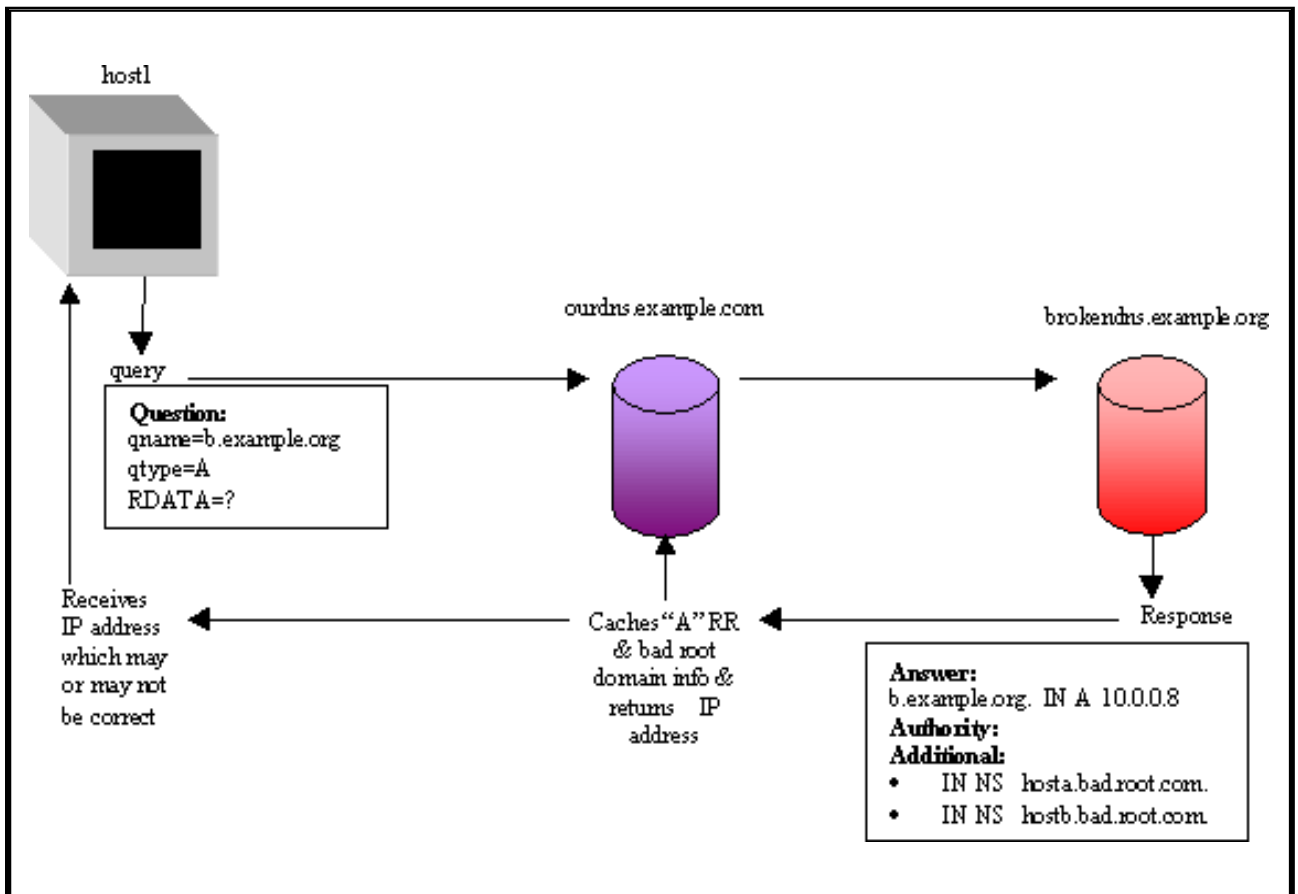 host1
ourdns.example.com
brokendns.example.org
query
Question:
qname=b.example.org
qtype=A
RDATA=?
Receives
IP address
which may
or may not
be correct
Caches "A" RR
& bad root
domain info &
returns IP
address
Response
Answer:
b.example.org. IN A 10.0.0.8
Authority:
Additional:
• IN NS hosta.bad.root.com.
• IN NS hostb.bad.root.com.